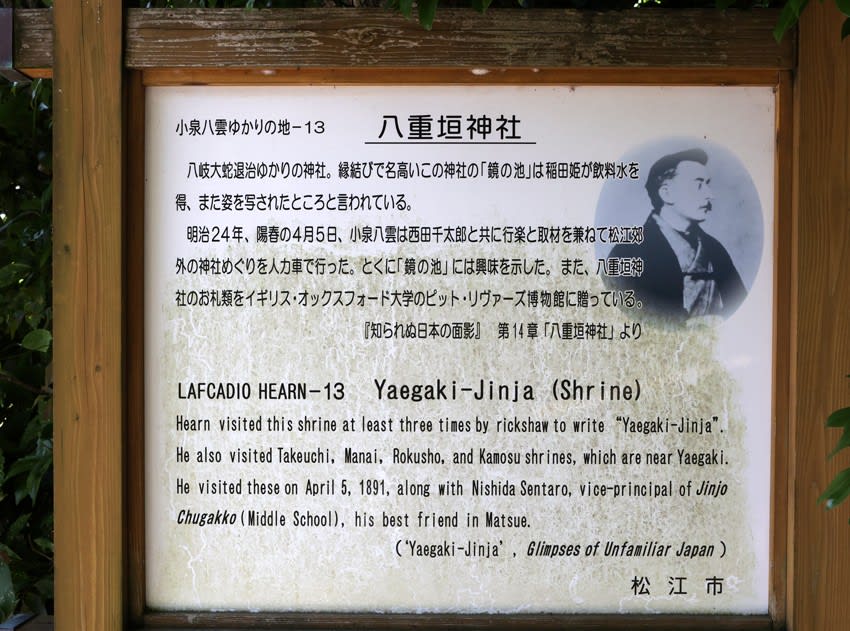 小泉八雲ゆかりの地−13　八重垣神社
八岐大蛇退治ゆかりの神社。縁結びで名高いこの神社の「鏡の池」は稲田姫が飲料水を
得、また姿を写されたところと言われている。
明治24年、陽春の4月5日、小泉八雲は西田千太郎と共に行楽と取材を兼ねて松江郊
外の神社めぐりを人力車で行った。とくに「鏡の池」には興味を示した。また、八重垣神
社のお札類をイギリス・オックスフォード大学のピット・リヴァーズ博物館に贈っている。
『知られぬ日本の面影』　第14章「八重垣神社」より
LAFCADIO HEARN−13　Yaegaki-Jinja (Shrine)
Hearn visited this shrine at least three times by rickshaw to write “Yaegaki-Jinja”.
He also visited Takeuchi, Manai, Rokusho, and Kamosu shrines, which are near Yaegaki.
He visited these on April 5, 1891, along with Nishida Sentaro, vice-principal of Jinjo
Chugakko (Middle School), his best friend in Matsue.
(‘Yaegaki-Jinja’, Glimpses of Unfamiliar Japan)
松江市